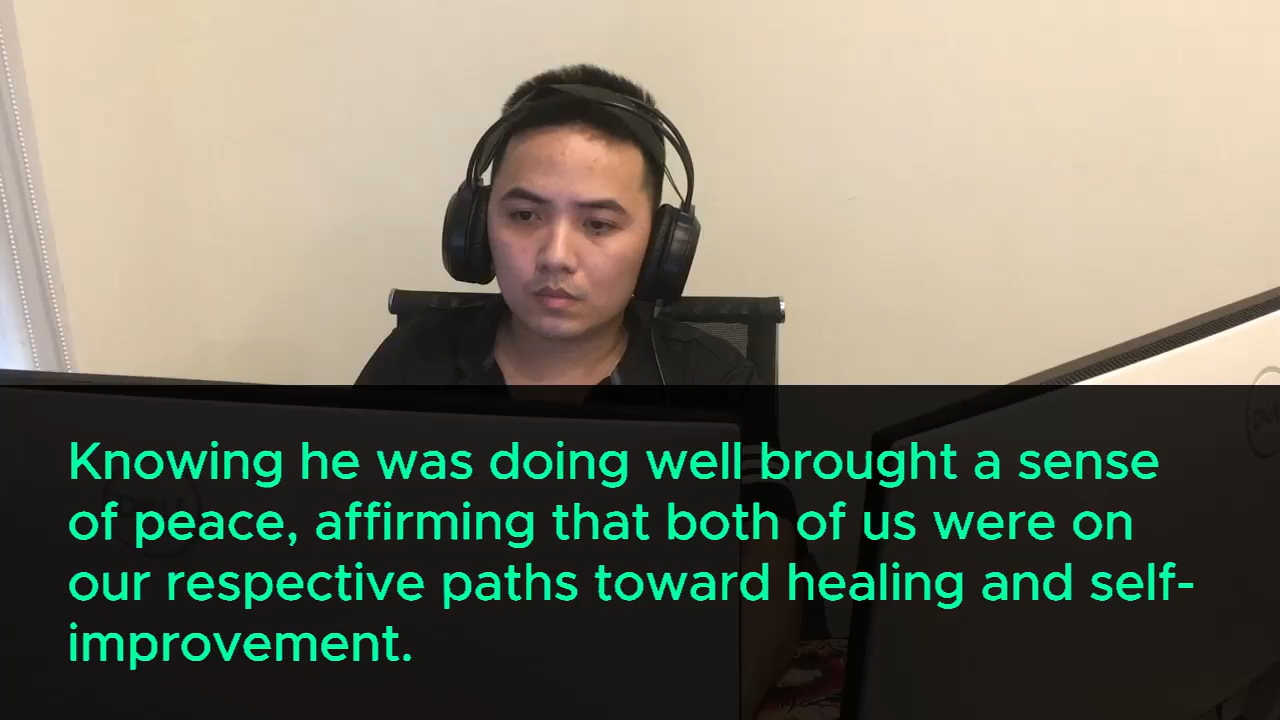 Knowing he was doing well brought a sense
of peace, affirming that both of us were on
our respective paths toward healing and self-
improvement.